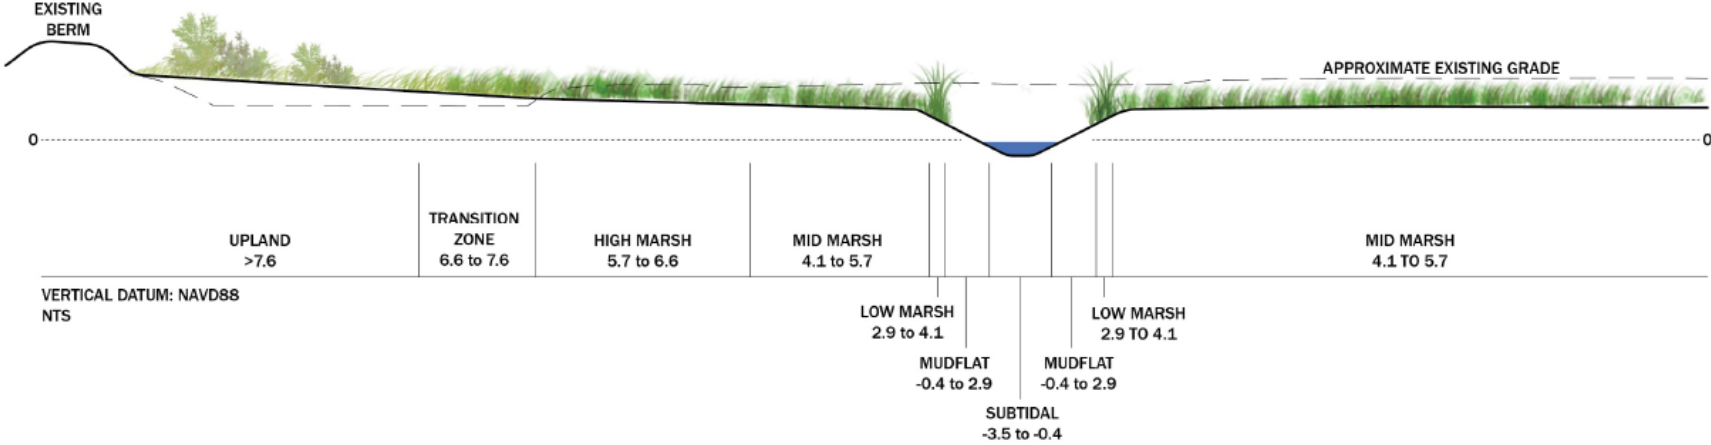 EXISTING
BERM
APPROXIMATE EXISTING GRADE
0
0
UPLAND
>7.6
TRANSITION
ZONE
6.6 to 7.6
HIGH MARSH
5.7 to 6.6
MID MARSH
4.1 to 5.7
MID MARSH
4.1 TO 5.7
VERTICAL DATUM: NAVD88
NTS
LOW MARSH
2.9 to 4.1
LOW MARSH
2.9 TO 4.1
MUDFLAT
-0.4 to 2.9
MUDFLAT
-0.4 to 2.9
SUBTIDAL
-3.5 to -0.4